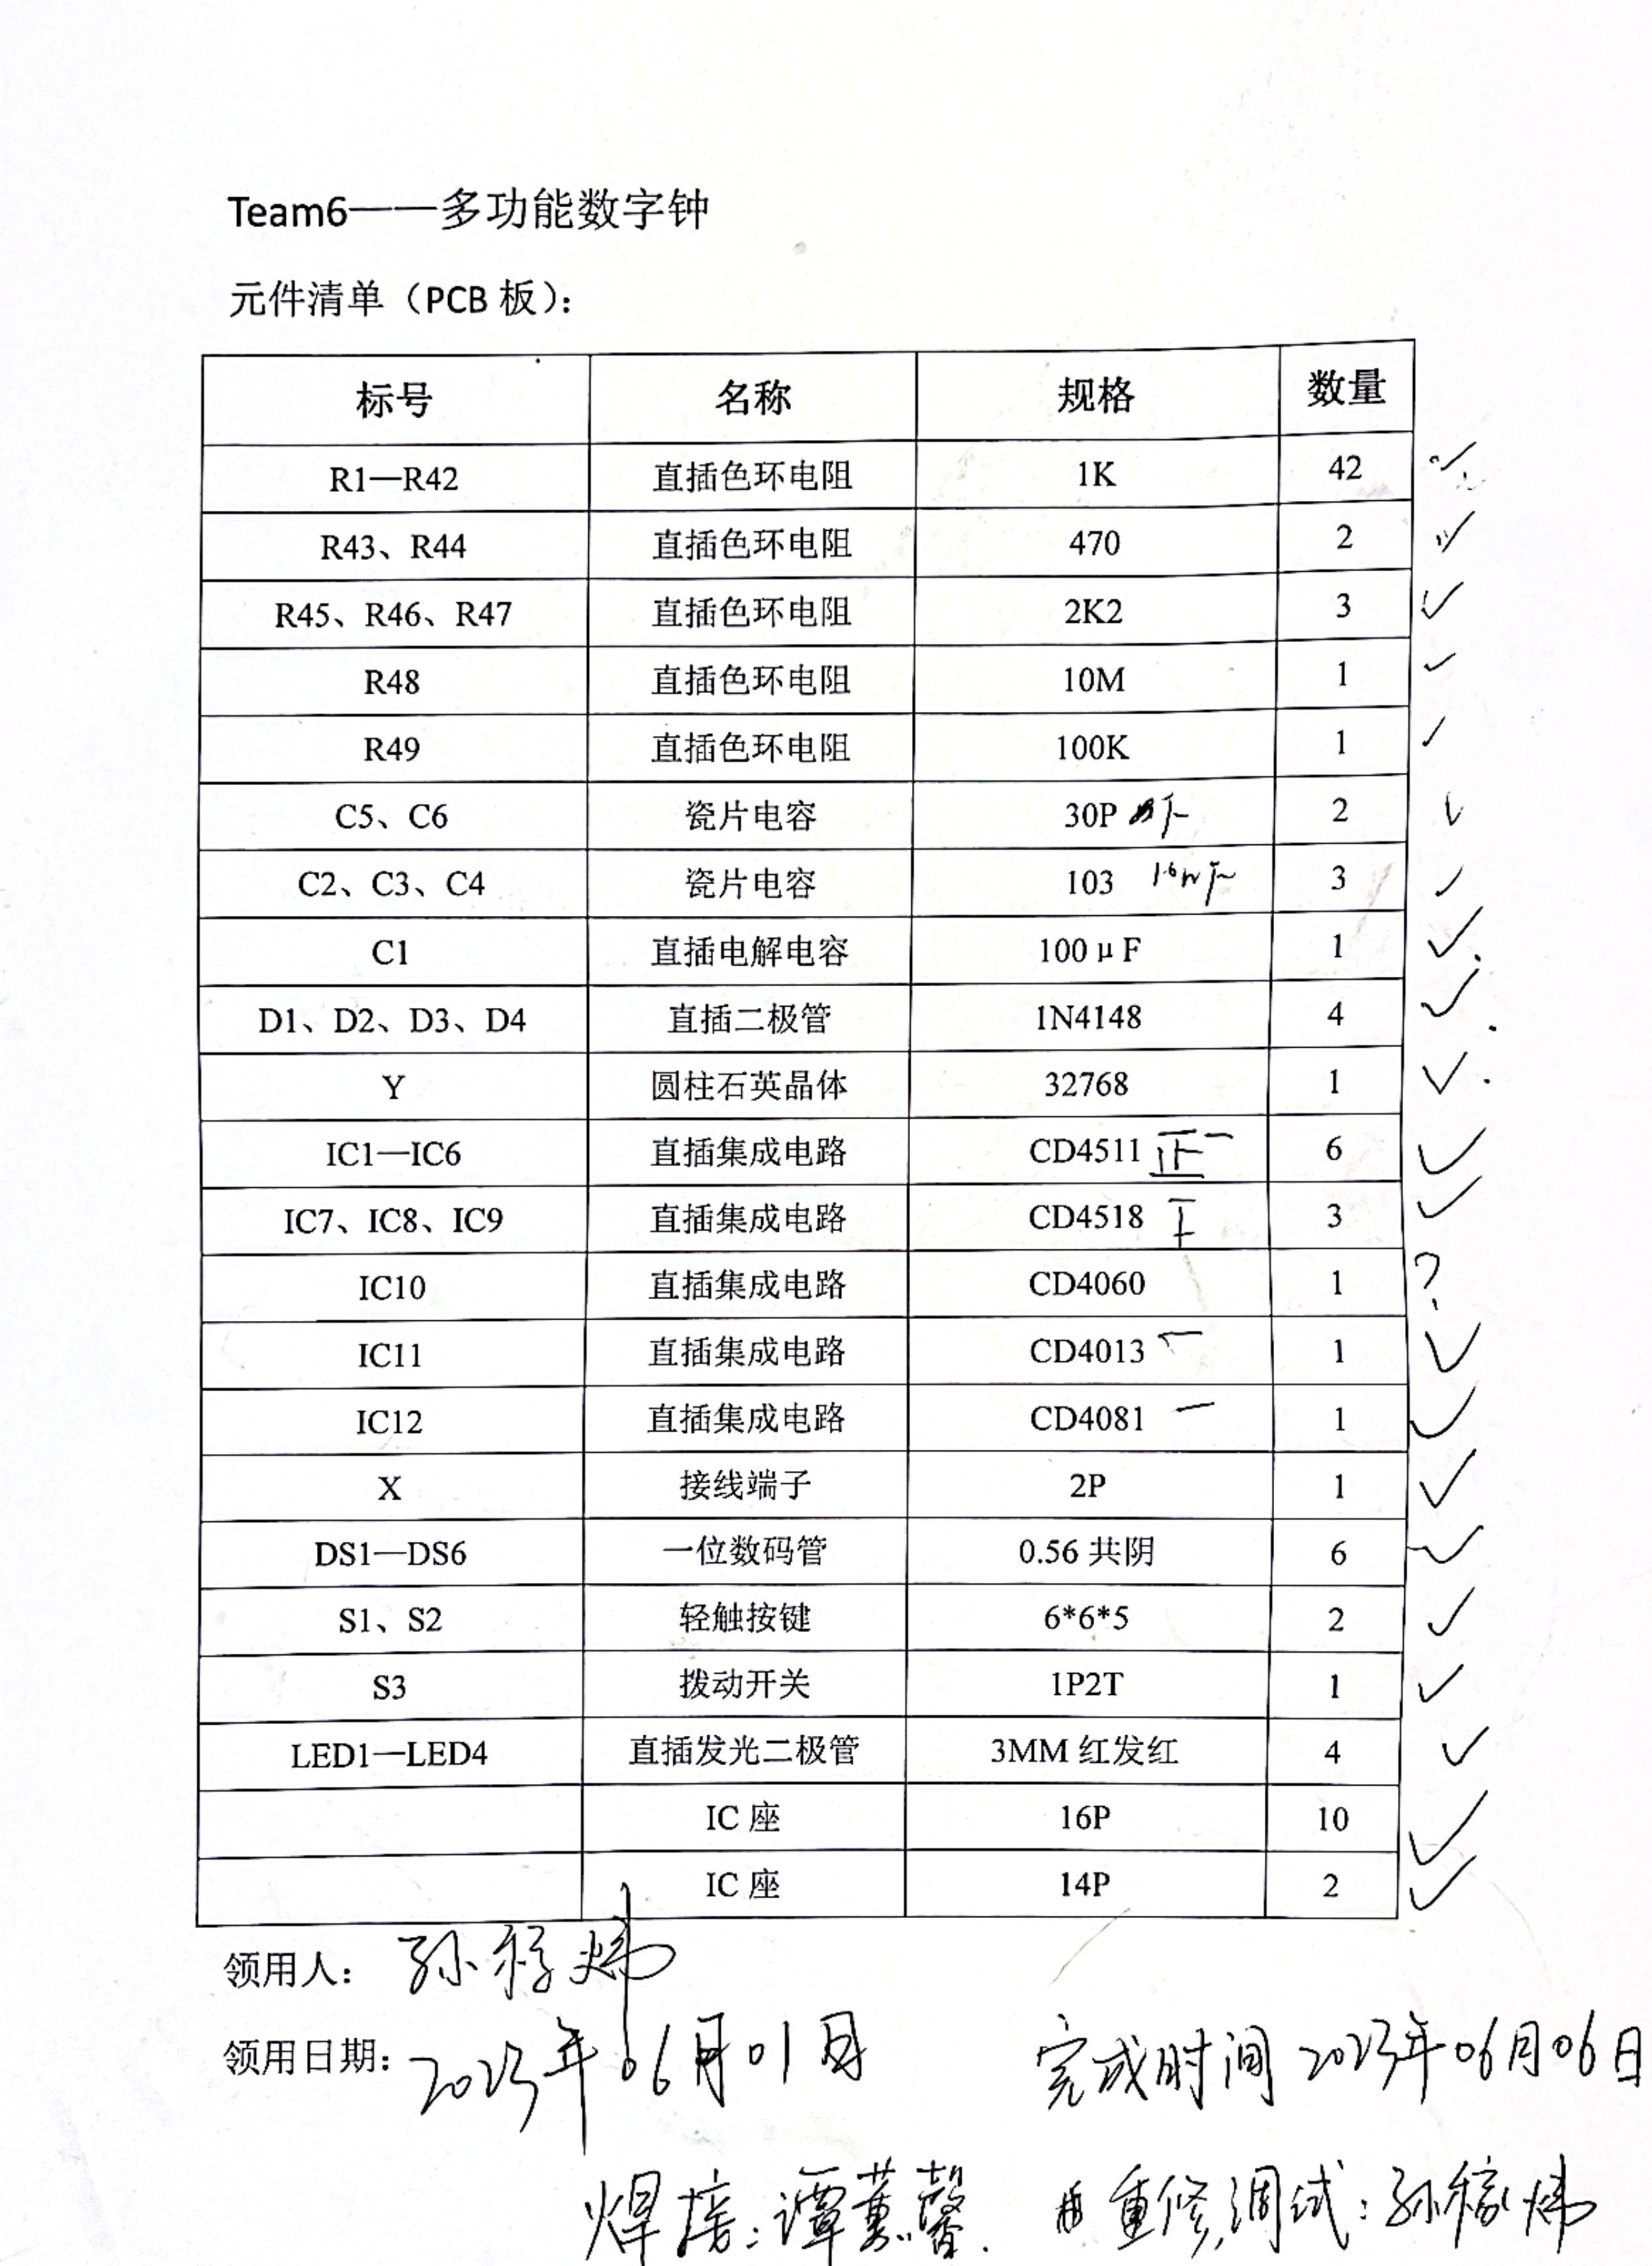 Team6——多功能数字钟
元件清单（PCB 板）：
标号 名称 规格 数量
R1—R42 直插色环电阻 1K 42 ✓
R43、R44 直插色环电阻 470 2 ✓
R45、R46、R47 直插色环电阻 2K2 3 ✓
R48 直插色环电阻 10M 1 ✓
R49 直插色环电阻 100K 1 ✓
C5、C6 瓷片电容 30P 2 ✓
C2、C3、C4 瓷片电容 103 3 ✓
C1 直插电解电容 100μF 1 ✓
D1、D2、D3、D4 直插二极管 1N4148 4 ✓
Y 圆柱石英晶体 32768 1 ✓
IC1—IC6 直插集成电路 CD4511 正一 6 ✓
IC7、IC8、IC9 直插集成电路 CD4518 3 ✓
IC10 直插集成电路 CD4060 1 ?
IC11 直插集成电路 CD4013 一 1 ✓
IC12 直插集成电路 CD4081 一 1 ✓
X 接线端子 2P 1 ✓
DS1—DS6 一位数码管 0.56 共阴 6 ✓
S1、S2 轻触按键 6*6*5 2 ✓
S3 拨动开关 1P2T 1 ✓
LED1—LED4 直插发光二极管 3MM 红发红 4 ✓
IC 座 16P 10 ✓
IC 座 14P 2 ✓
领用人：孙稼炜
领用日期：2023年06月01日 完成时间 2023年06月06日
焊接：谭薫馨. 重修,调试：孙稼炜